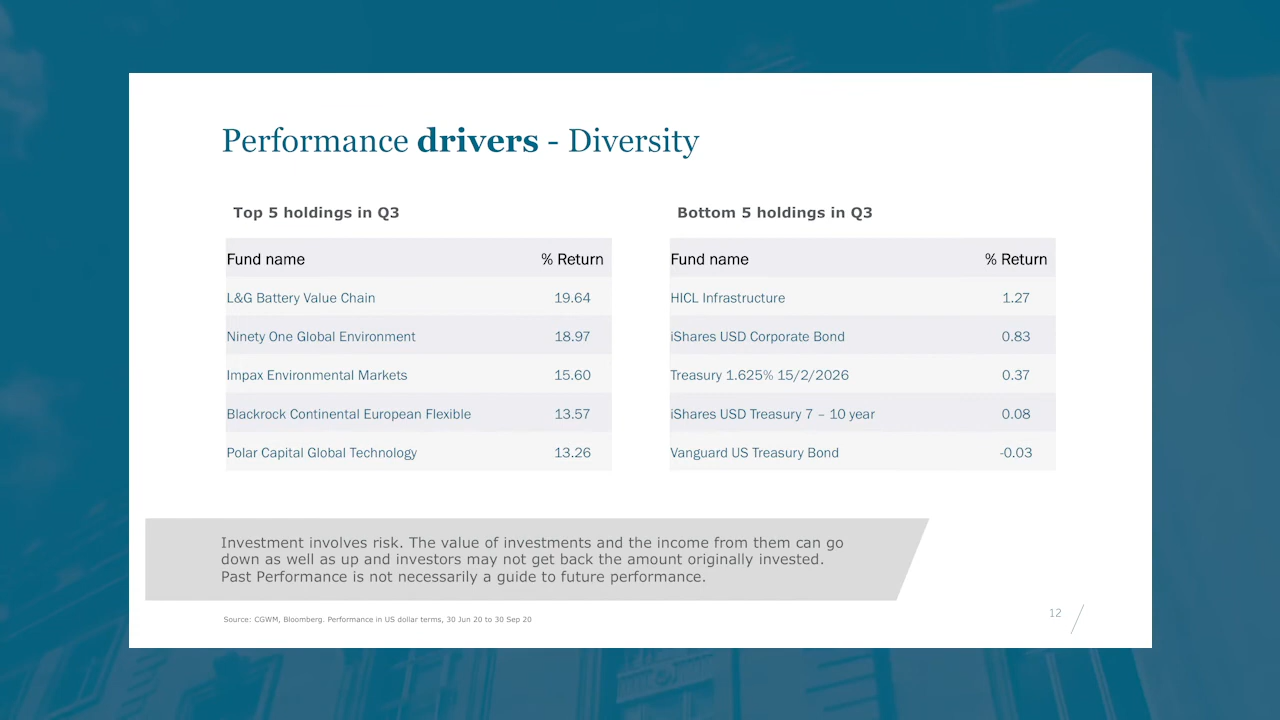 Performance drivers - Diversity
Top 5 holdings in Q3
Fund name % Return
L&G Battery Value Chain 19.64
Ninety One Global Environment 18.97
Impax Environmental Markets 15.60
Blackrock Continental European Flexible 13.57
Polar Capital Global Technology 13.26
Bottom 5 holdings in Q3
Fund name % Return
HICL Infrastructure 1.27
iShares USD Corporate Bond 0.83
Treasury 1.625% 15/2/2026 0.37
iShares USD Treasury 7 – 10 year 0.08
Vanguard US Treasury Bond -0.03
Investment involves risk. The value of investments and the income from them can go
down as well as up and investors may not get back the amount originally invested.
Past Performance is not necessarily a guide to future performance.
Source: CGWM, Bloomberg. Performance in US dollar terms, 30 Jun 20 to 30 Sep 20
12